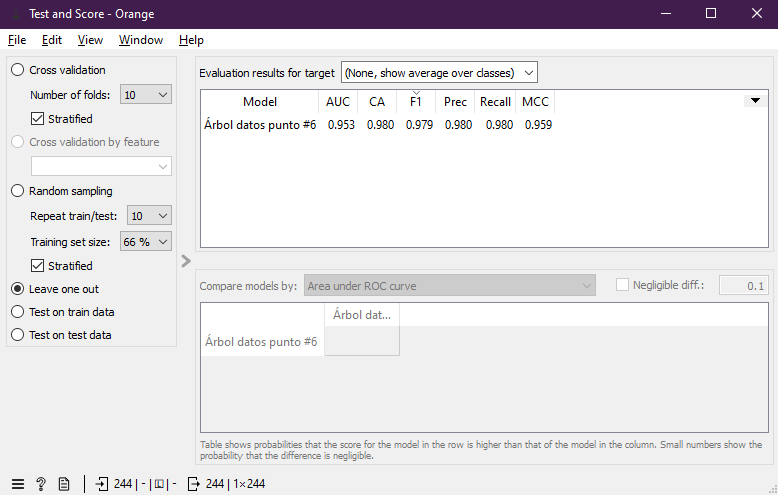 Test and Score - Orange
File Edit View Window Help
Cross validation
Number of folds: 10
Stratified
Cross validation by feature
Random sampling
Repeat train/test: 10
Training set size: 66 %
Stratified
Leave one out
Test on train data
Test on test data
Evaluation results for target (None, show average over classes)
Model AUC CA F1 Prec Recall MCC
Árbol datos punto #6 0.953 0.980 0.979 0.980 0.980 0.959
Compare models by: Area under ROC curve Negligible diff.: 0.1
Árbol dat...
Árbol datos punto #6
Table shows probabilities that the score for the model in the row is higher than that of the model in the column. Small numbers show the
probability that the difference is negligible.
244 | - | | - 244 | 1×244